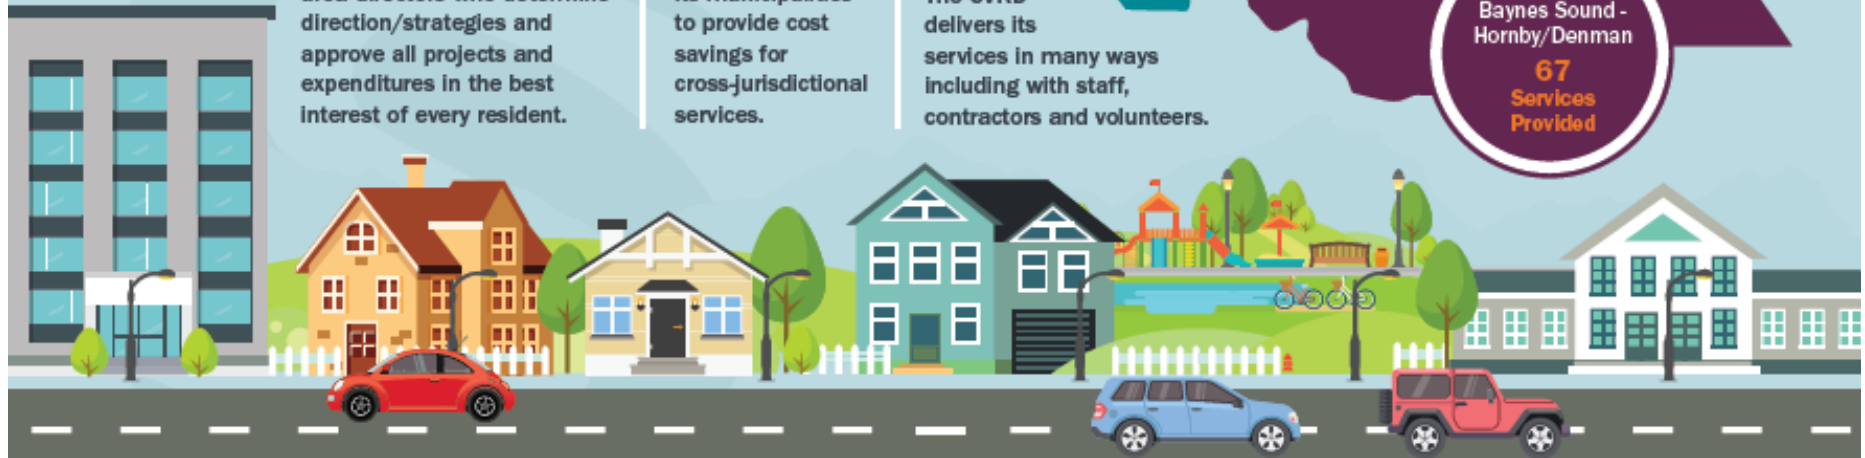 direction/strategies and
approve all projects and
expenditures in the best
interest of every resident.
to provide cost
savings for
cross-jurisdictional
services.
delivers its
services in many ways
including with staff,
contractors and volunteers.
Baynes Sound -
Hornby/Denman
67
Services
Provided